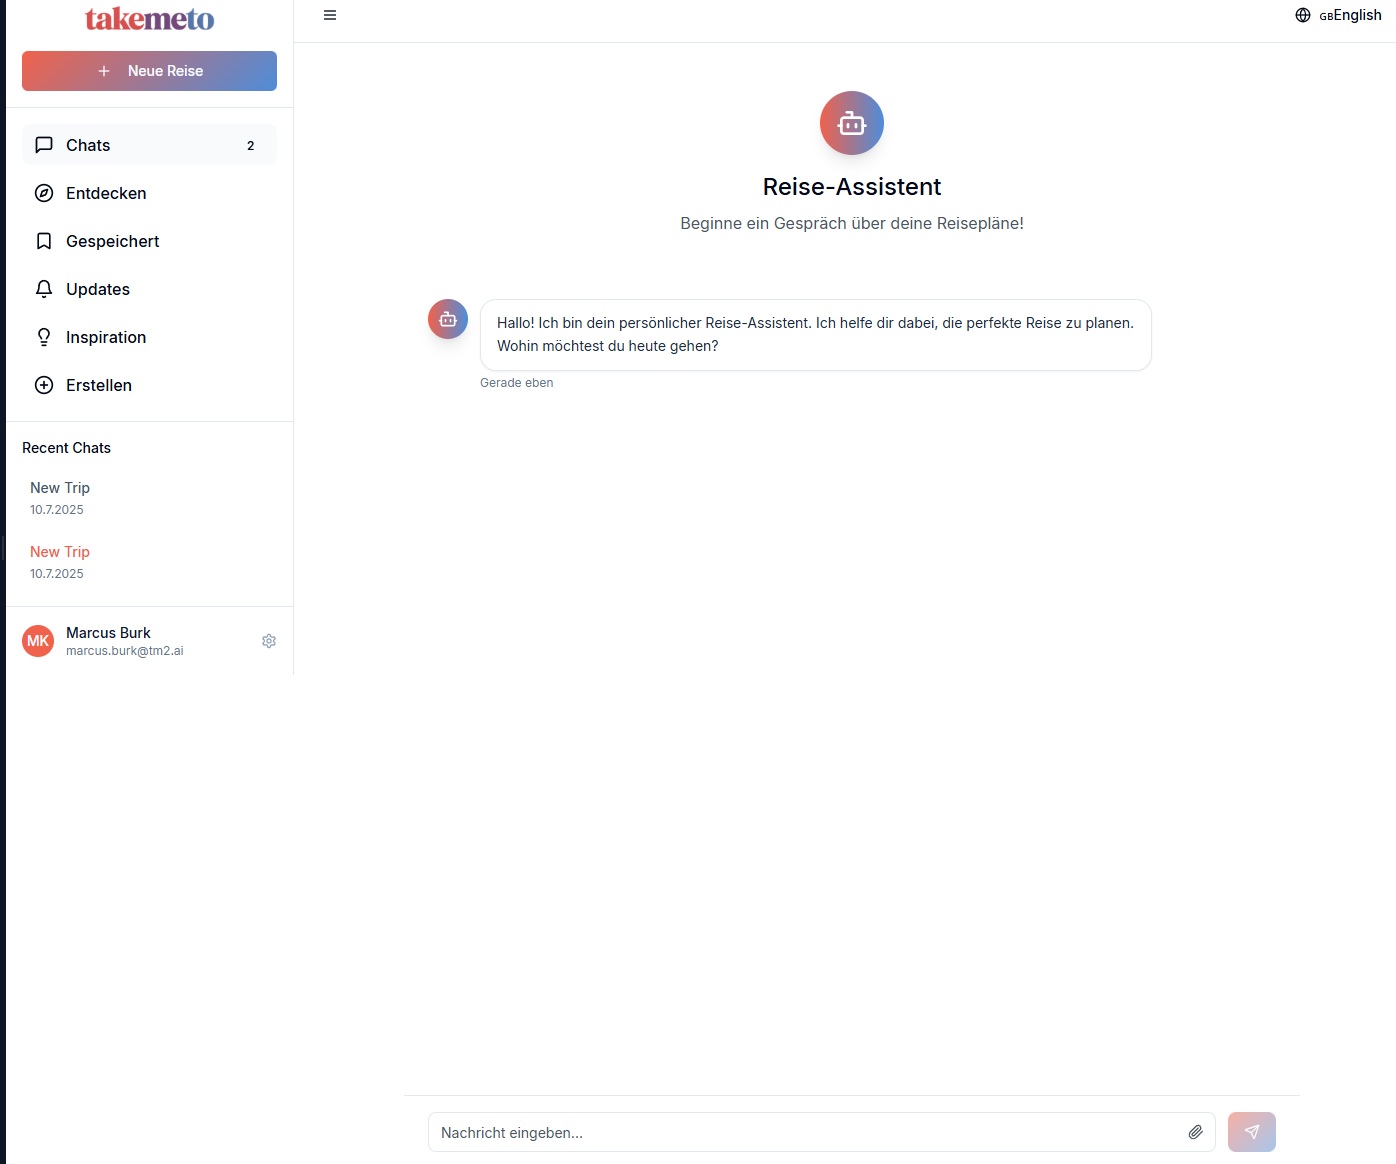 takemeto
Neue Reise
Chats 2
Entdecken
Gespeichert
Updates
Inspiration
Erstellen
Recent Chats
New Trip
10.7.2025
New Trip
10.7.2025
MK
Marcus Burk
marcus.burk@tm2.ai
GBEnglish
Reise-Assistent
Beginne ein Gespräch über deine Reisepläne!
Hallo! Ich bin dein persönlicher Reise-Assistent. Ich helfe dir dabei, die perfekte Reise zu planen.
Wohin möchtest du heute gehen?
Gerade eben
Nachricht eingeben...